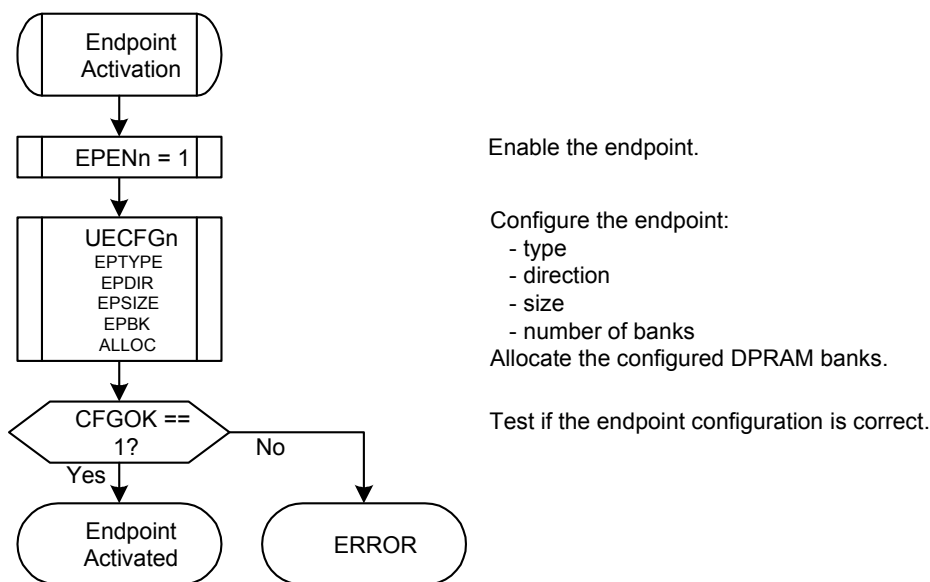 Endpoint
Activation
EPENn = 1
Enable the endpoint.
UECFGn
EPTYPE
EPDIR
EPSIZE
EPBK
ALLOC
Configure the endpoint:
- type
- direction
- size
- number of banks
Allocate the configured DPRAM banks.
CFGOK ==
1?
Test if the endpoint configuration is correct.
No
Yes
Endpoint
Activated
ERROR